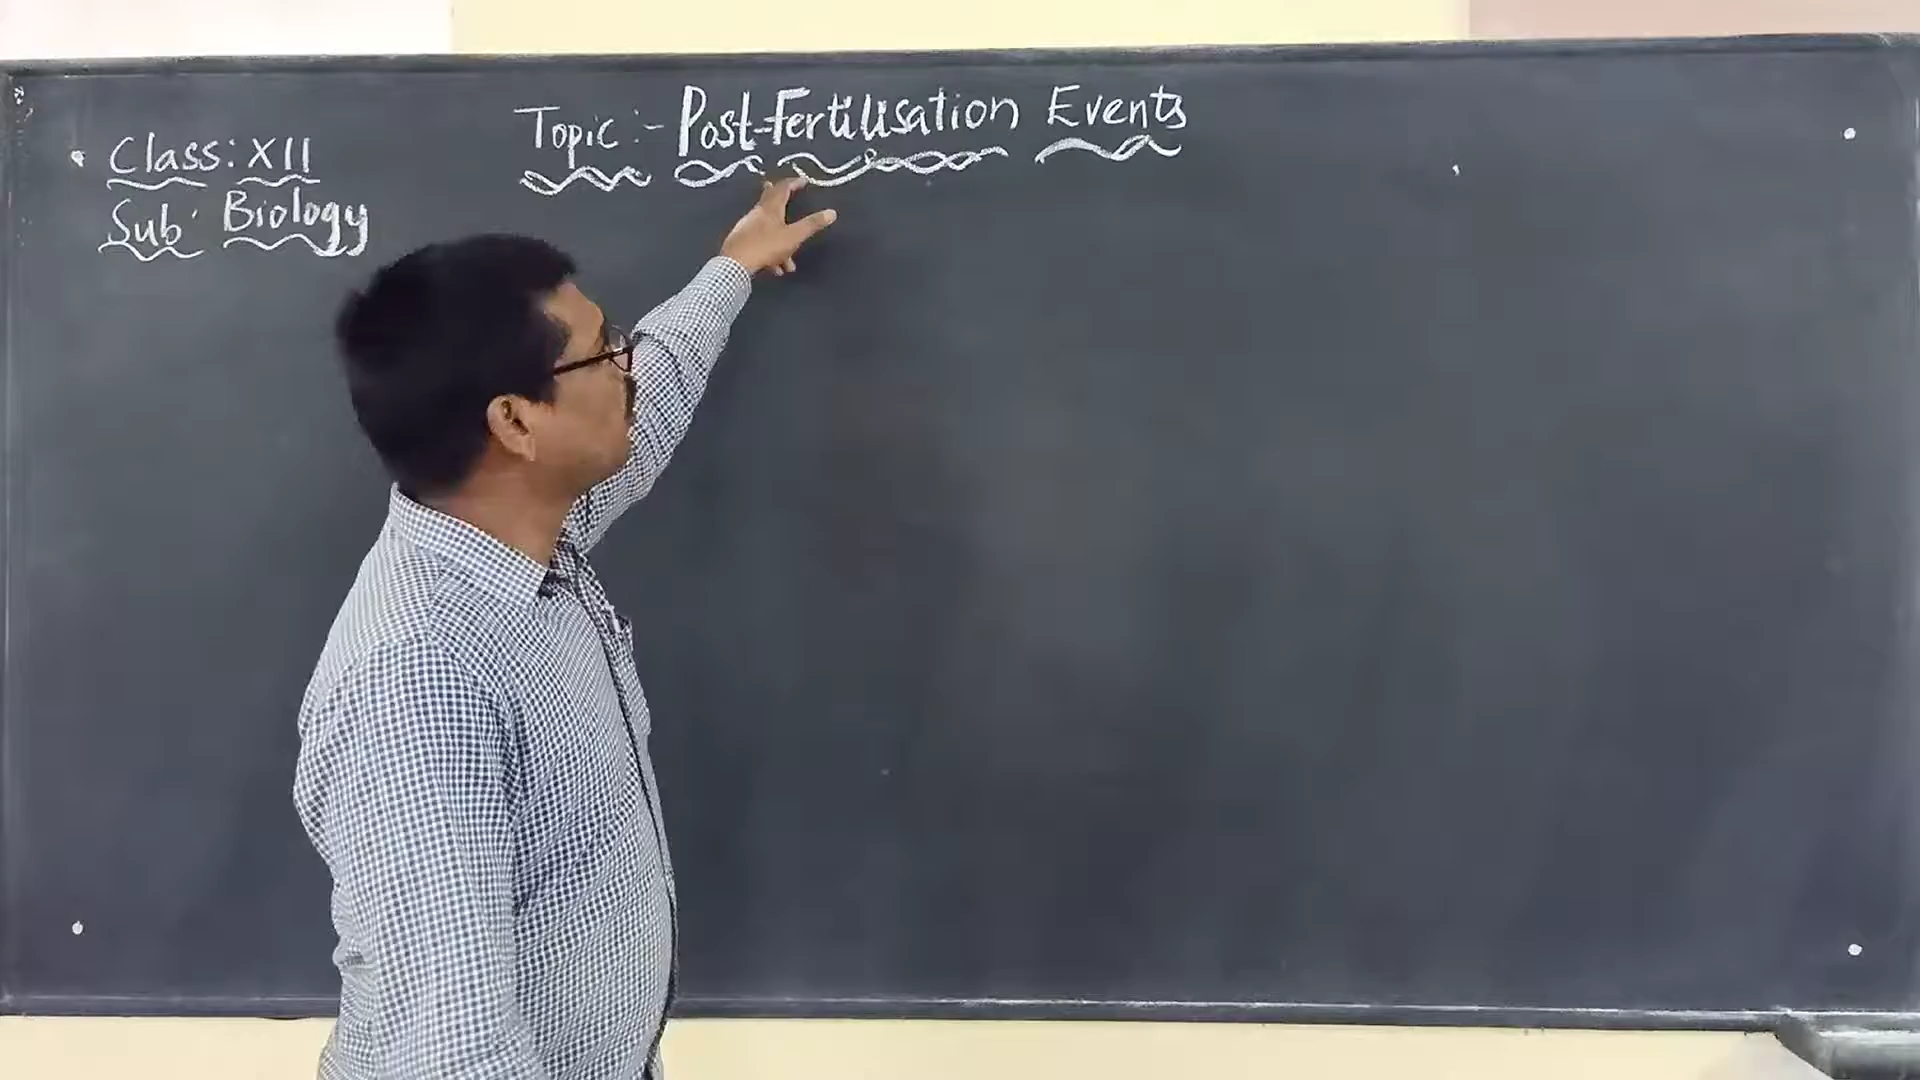 Topic :- Post-Fertilisation Events
Class: XII
Sub: Biology